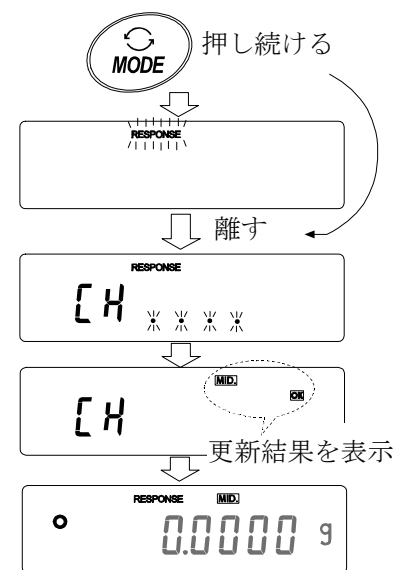 MODE
押し続ける
RESPONSE
離す
RESPONSE
CH
MID.
OK
CH
更新結果を表示
RESPONSE MID.
0.0000 g